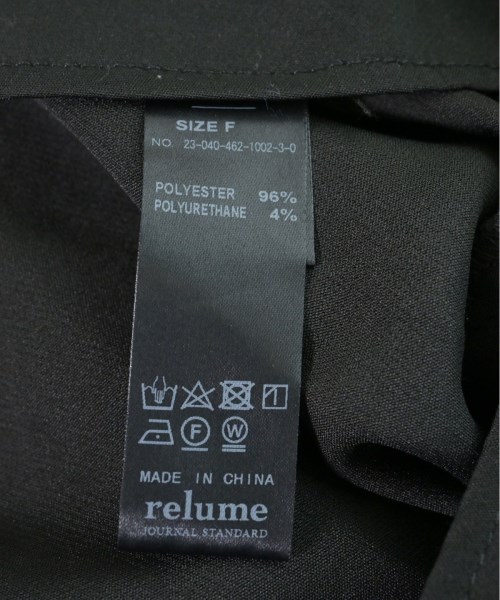 SIZE F
NO. 23-040-462-1002-3-0
POLYESTER 96%
POLYURETHANE 4%
F W
MADE IN CHINA
relume
JOURNAL STANDARD